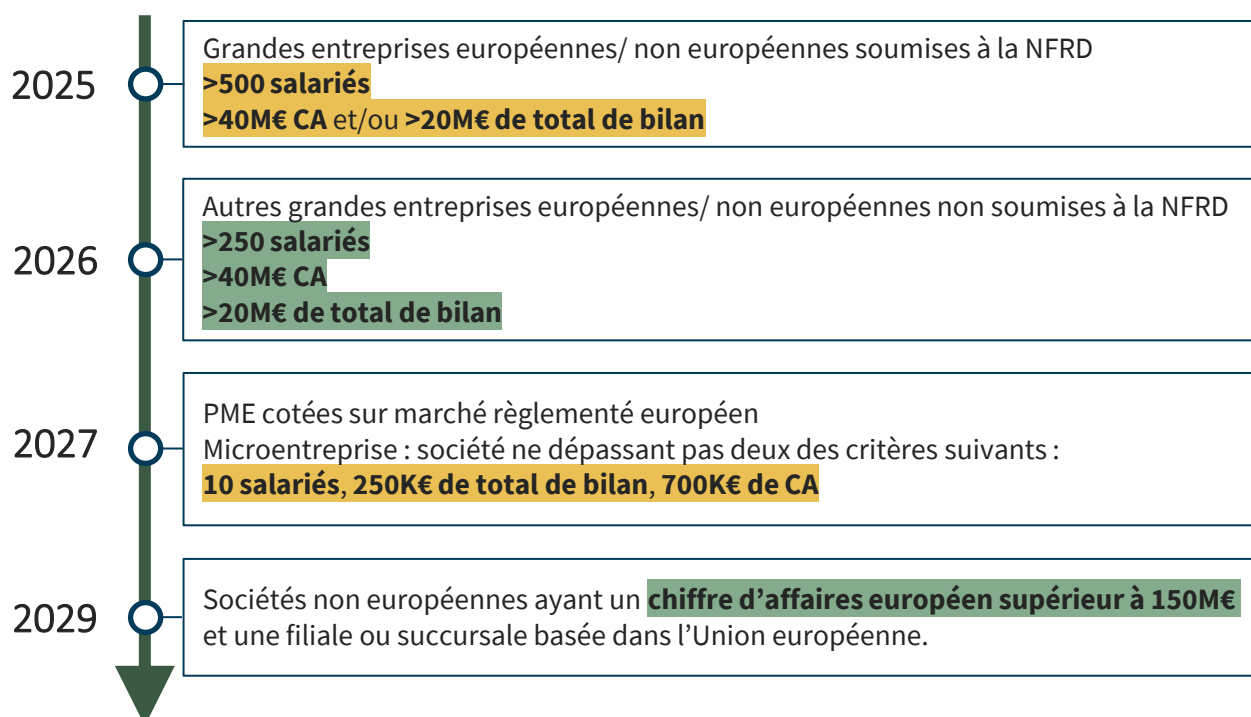 2025
Grandes entreprises européennes/ non européennes soumises à la NFRD
>500 salariés
>40M€ CA et/ou >20M€ de total de bilan
2026
Autres grandes entreprises européennes/ non européennes non soumises à la NFRD
>250 salariés
>40M€ CA
>20M€ de total de bilan
2027
PME cotées sur marché règlementé européen
Microentreprise : société ne dépassant pas deux des critères suivants :
10 salariés, 250K€ de total de bilan, 700K€ de CA
2029
Sociétés non européennes ayant un chiffre d’affaires européen supérieur à 150M€
et une filiale ou succursale basée dans l’Union européenne.